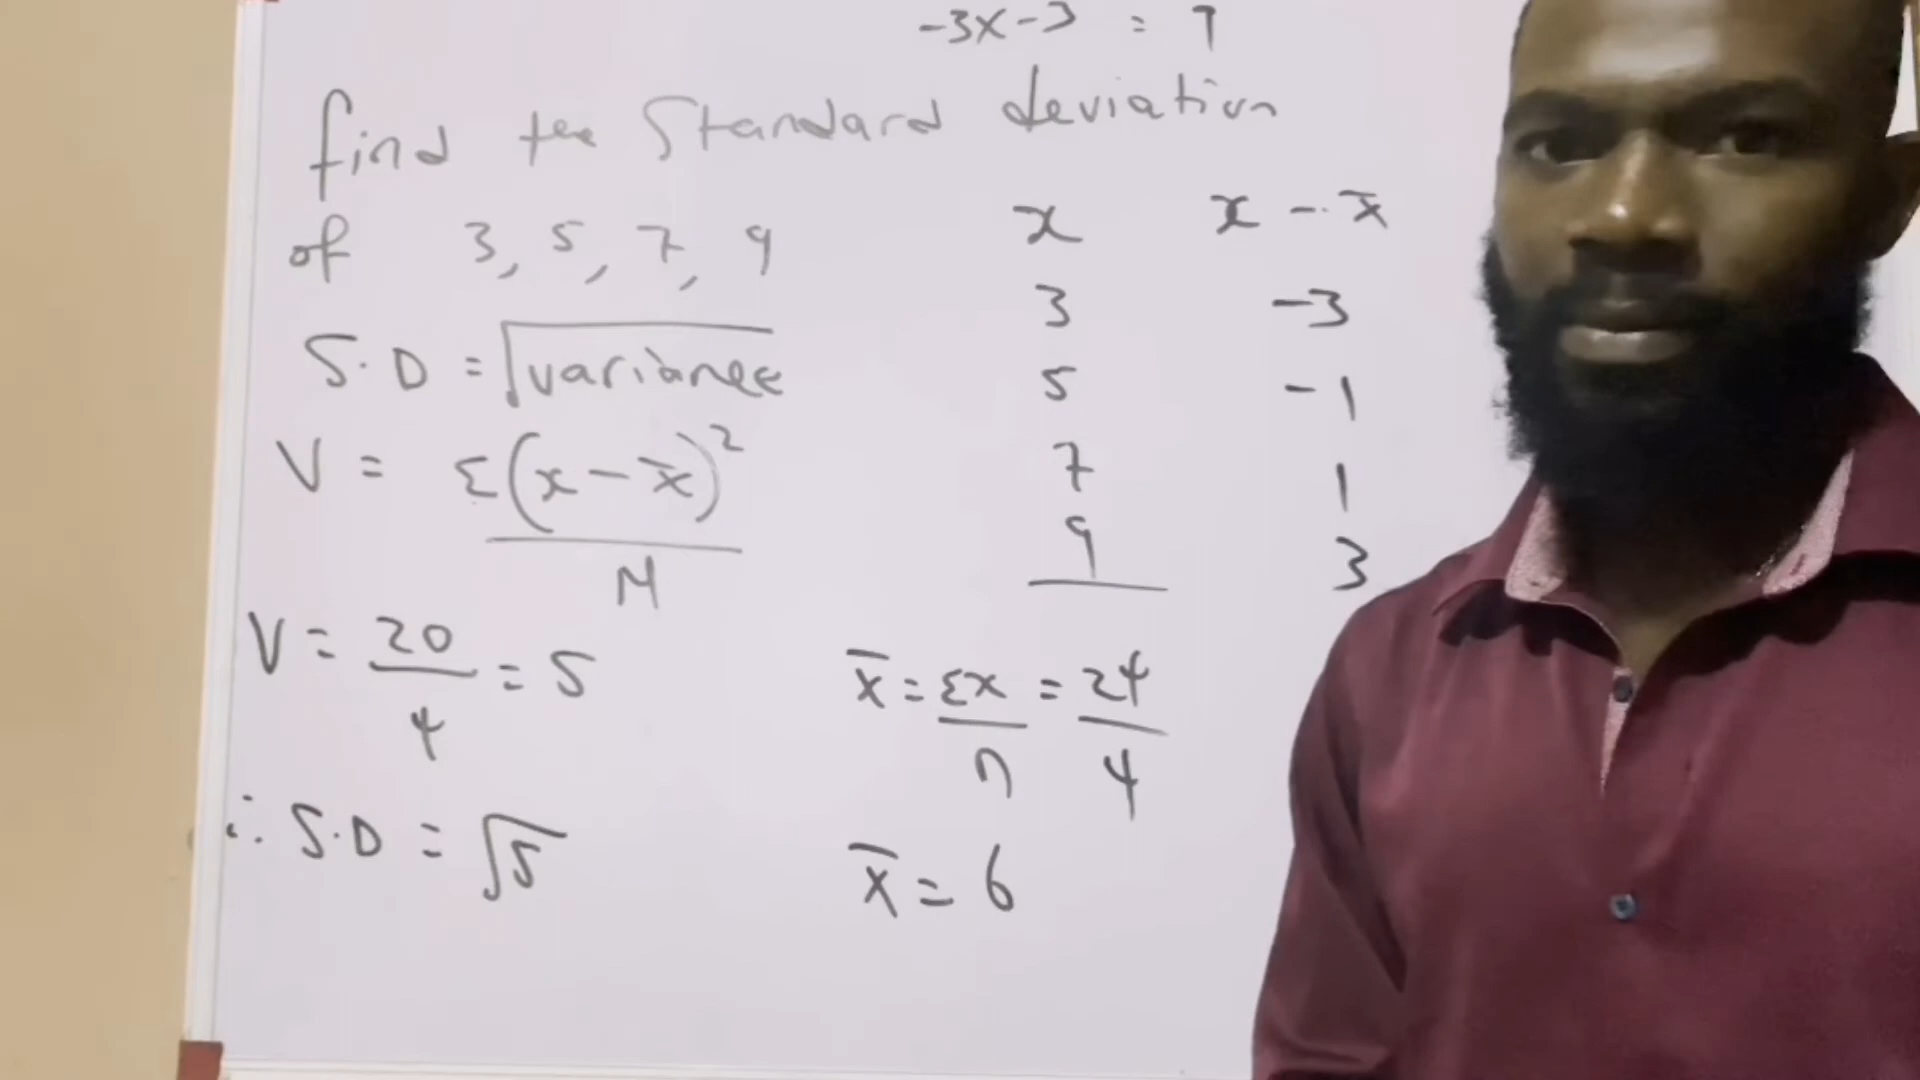 -3x-3 = 7
find the Standard deviation
of 3, 5, 7, 9
S.D = √variance
V = Σ(x-x̄)²
N
V = 20 = 5
4
∴ S.D = √5
x x - x̄
3 -3
5 -1
7 1
9 3
x̄ = Σx = 24
n 4
x̄ = 6